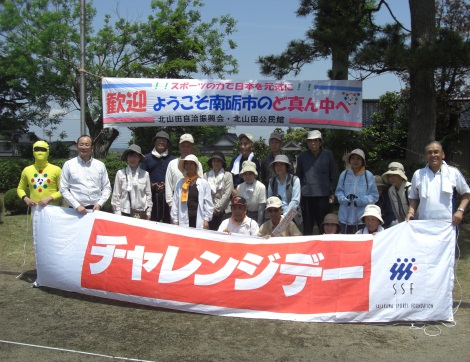 !!スポーツの力で日本を元気に!!
歓迎 ようこそ南砺市のど真ん中へ
北山田自治振興会・北山田公民館
チャレンジデー
SSF
SASAKAWA SPORTS FOUNDATION